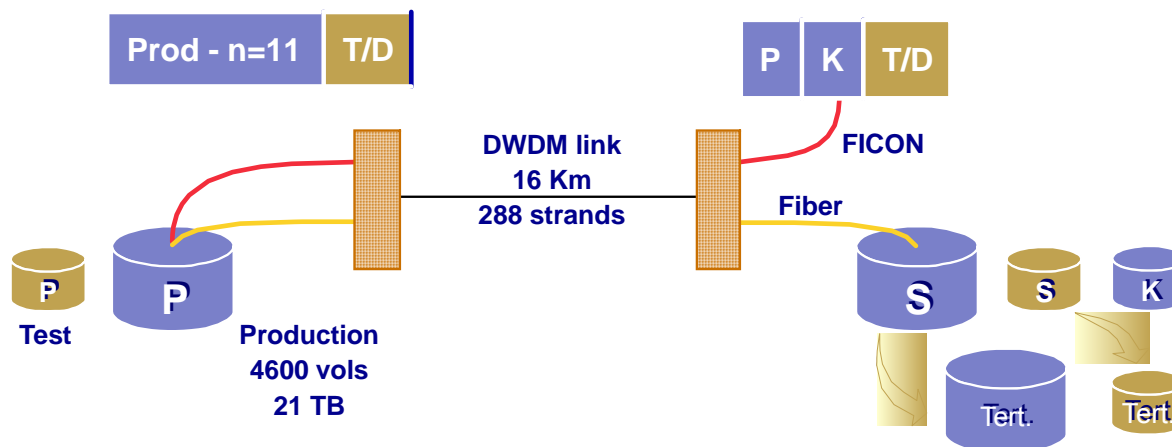 Prod - n=11
T/D
P
K
T/D
DWDM link
16 Km
288 strands
FICON
Fiber
P
Test
P
Production
4600 vols
21 TB
S
S
K
Tert.
Tert.